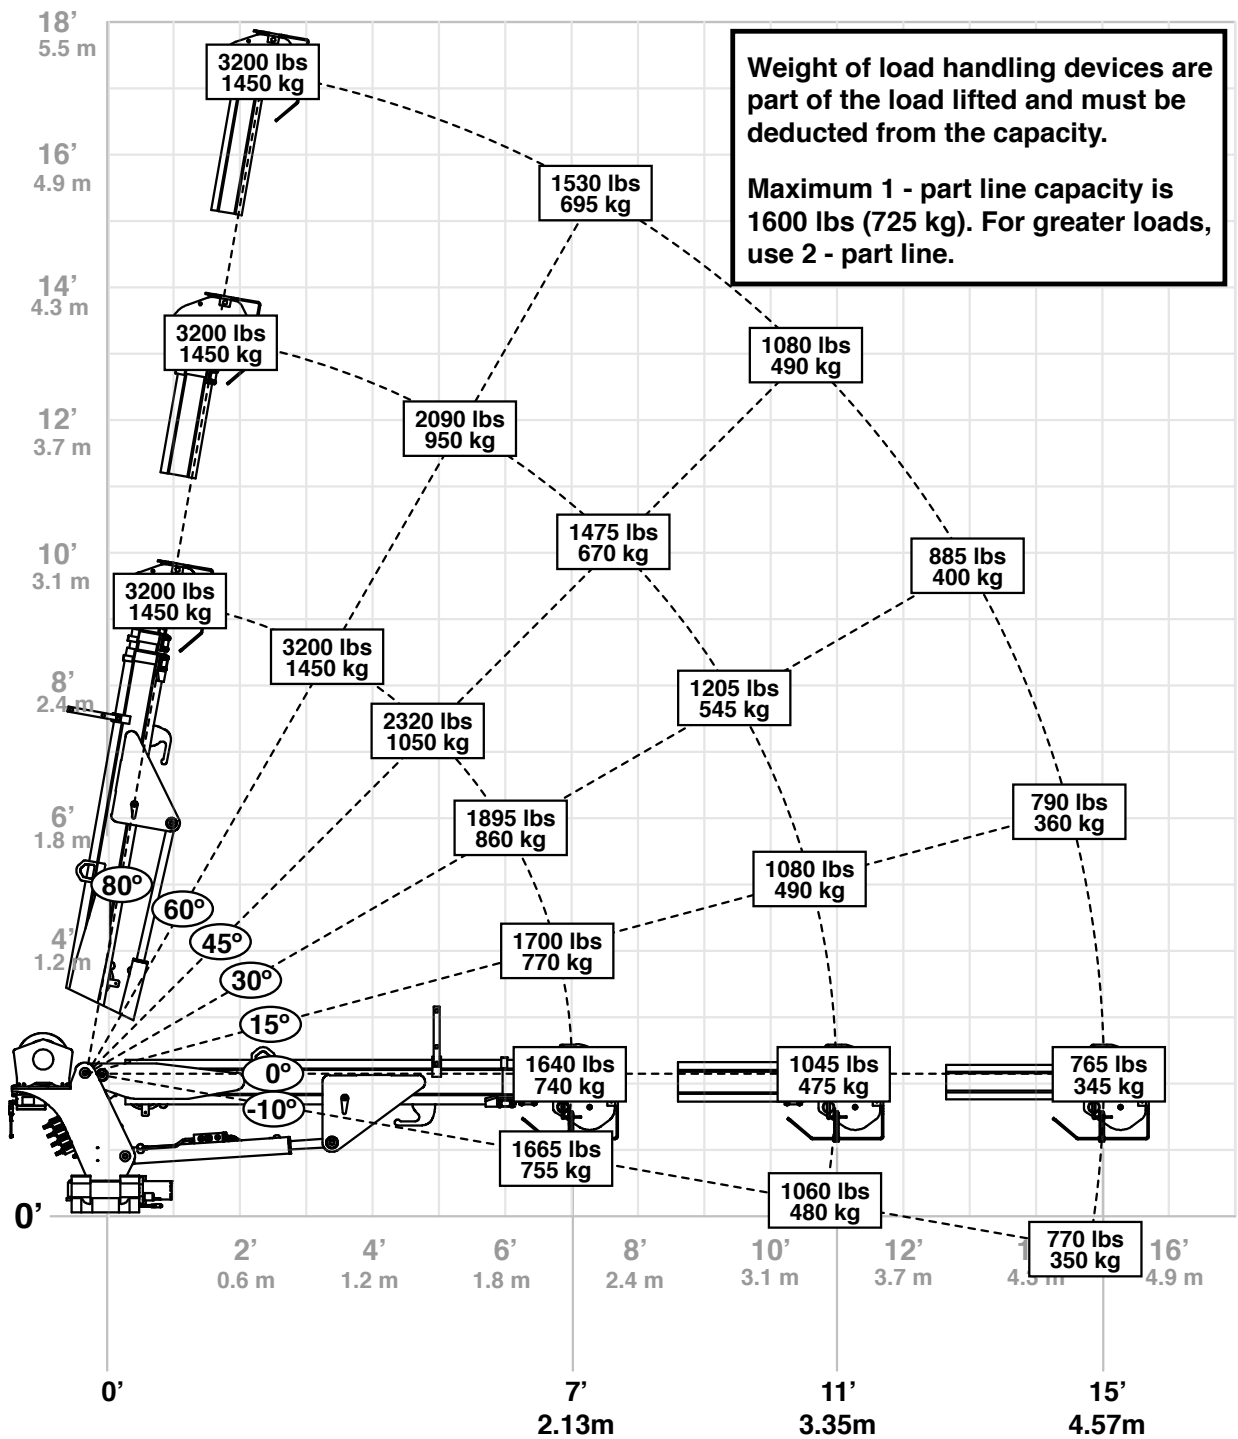 18’
5.5 m
3200 lbs
1450 kg
Weight of load handling devices are
part of the load lifted and must be
deducted from the capacity.
Maximum 1 - part line capacity is
1600 lbs (725 kg). For greater loads,
use 2 - part line.
16’
4.9 m
1530 lbs
695 kg
14’
4.3 m
3200 lbs
1450 kg
1080 lbs
490 kg
12’
3.7 m
2090 lbs
950 kg
10’
3.1 m
1475 lbs
670 kg
885 lbs
400 kg
3200 lbs
1450 kg
3200 lbs
1450 kg
8’
2.4 m
2320 lbs
1050 kg
1205 lbs
545 kg
6’
1.8 m
1895 lbs
860 kg
790 lbs
360 kg
80º
60º
1080 lbs
490 kg
4’
1.2 m
45º
1700 lbs
770 kg
30º
15º
0º
1640 lbs
740 kg
1045 lbs
475 kg
765 lbs
345 kg
-10º
1665 lbs
755 kg
1060 lbs
480 kg
0’
770 lbs
350 kg
2’
4’
6’
8’
10’
12’
16’
0.6 m
1.2 m
1.8 m
2.4 m
3.1 m
3.7 m
4.9 m
0’
7’
11’
15’
2.13m
3.35m
4.57m